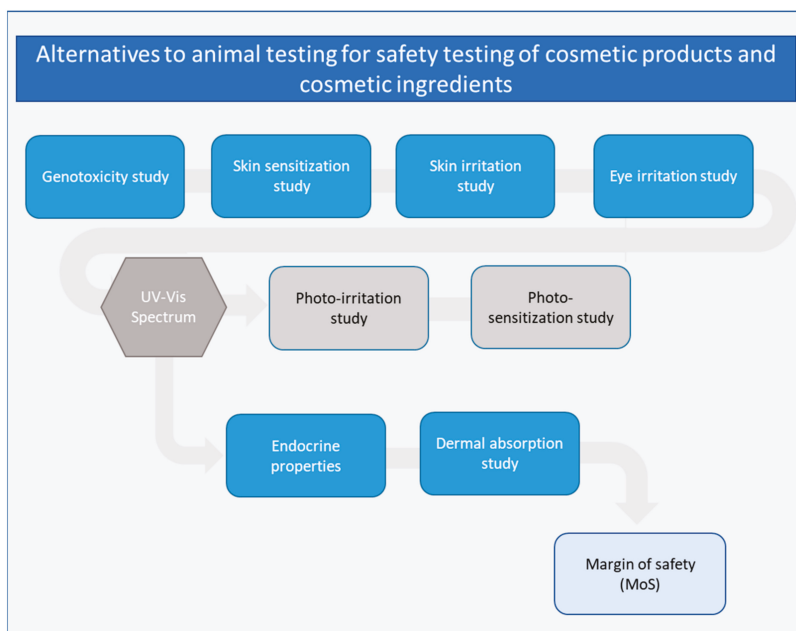 Alternatives to animal testing for safety testing of cosmetic products and
cosmetic ingredients
Genotoxicity study
Skin sensitization
study
Skin irritation
study
Eye irritation study
UV-Vis
Spectrum
Photo-irritation
study
Photo-
sensitization study
Endocrine
properties
Dermal absorption
study
Margin of safety
(MoS)